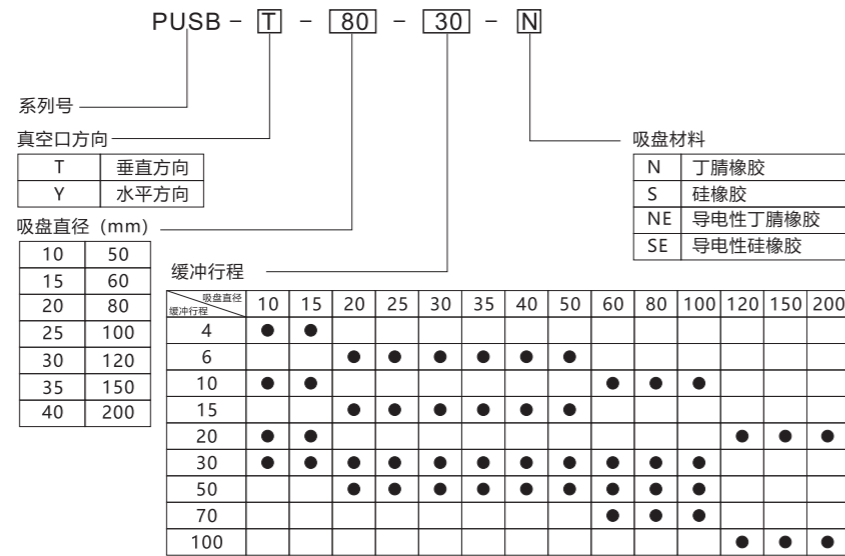 PUSB - T - 80 - 30 - N
系列号
真空口方向
T 垂直方向
Y 水平方向
吸盘材料
N 丁腈橡胶
S 硅橡胶
NE 导电性丁腈橡胶
SE 导电性硅橡胶
吸盘直径 (mm)
10 50
15 60
20 80
25 100
30 120
35 150
40 200
缓冲行程
吸盘直径
缓冲行程
10 15 20 25 30 35 40 50 60 80 100 120 150 200
4 ● ●
6 ● ● ● ● ● ●
10 ● ● ● ● ●
15 ● ● ● ● ● ●
20 ● ● ● ● ●
30 ● ● ● ● ● ● ● ● ● ● ●
50 ● ● ● ● ● ● ● ● ●
70 ● ● ●
100 ● ● ●